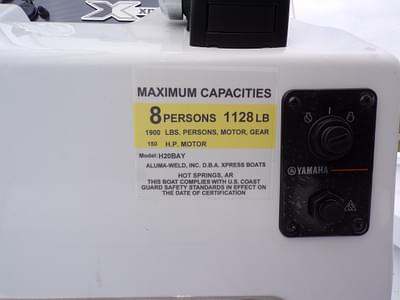 X
MAXIMUM CAPACITIES
8 PERSONS 1128 LB
1900 LBS. PERSONS, MOTOR, GEAR
150 H.P. MOTOR
Model: H20BAY
ALUMA-WELD, INC. D.B.A. XPRESS BOATS
HOT SPRINGS, AR
THIS BOAT COMPLIES WITH U.S. COAST
GUARD SAFETY STANDARDS IN EFFECT ON
THE DATE OF CERTIFICATION
YAMAHA